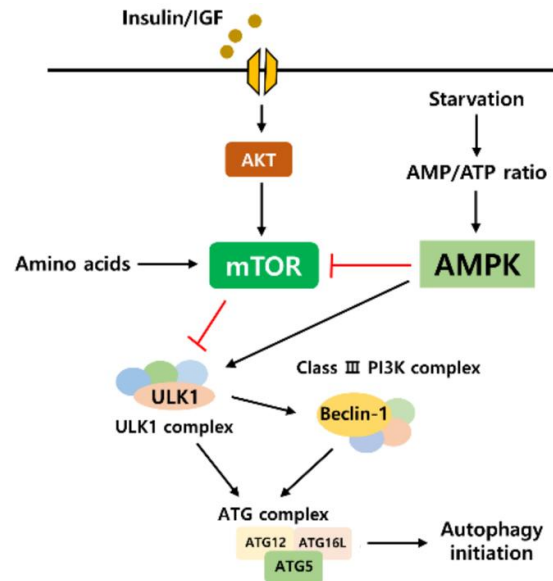 Insulin/IGF
Starvation
AKT
AMP/ATP ratio
Amino acids
mTOR
AMPK
Class Ⅲ PI3K complex
ULK1
Beclin-1
ULK1 complex
ATG complex
ATG12
ATG16L
ATG5
Autophagy
initiation